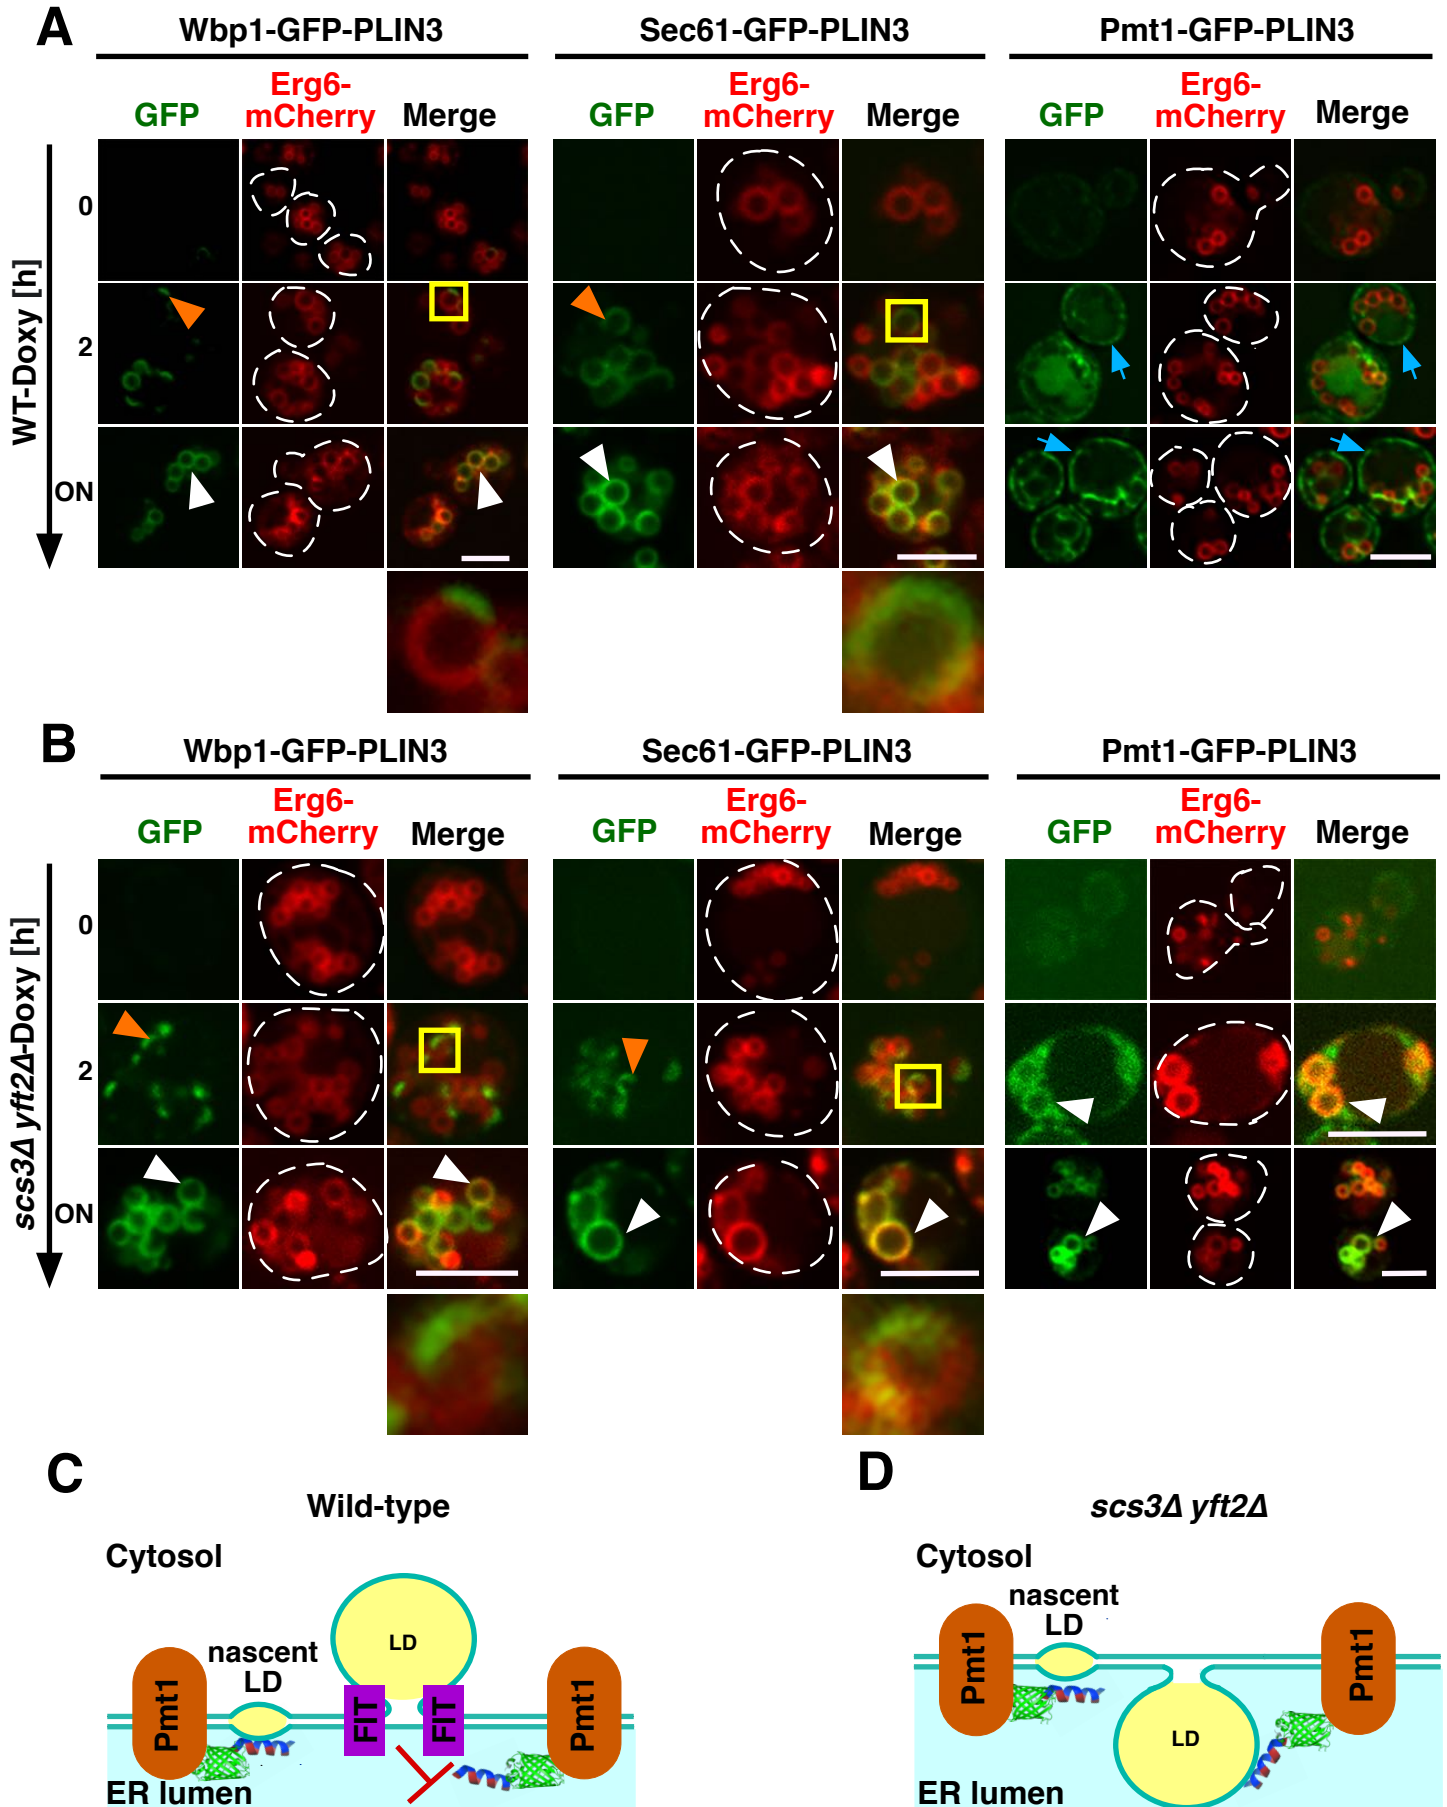 A
Wbp1-GFP-PLIN3
Sec61-GFP-PLIN3
Pmt1-GFP-PLIN3
GFP
Erg6-
mCherry
Merge
GFP
Erg6-
mCherry
Merge
GFP
Erg6-
mCherry
Merge
WT-Doxy [h]
0
2
ON
B
Wbp1-GFP-PLIN3
Sec61-GFP-PLIN3
Pmt1-GFP-PLIN3
GFP
Erg6-
mCherry
Merge
GFP
Erg6-
mCherry
Merge
GFP
Erg6-
mCherry
Merge
scs3Δ yft2Δ-Doxy [h]
0
2
ON
C
Wild-type
Cytosol
nascent
LD
LD
Pmt1
FIT
FIT
Pmt1
ER lumen
D
scs3Δ yft2Δ
Cytosol
nascent
LD
Pmt1
Pmt1
LD
ER lumen